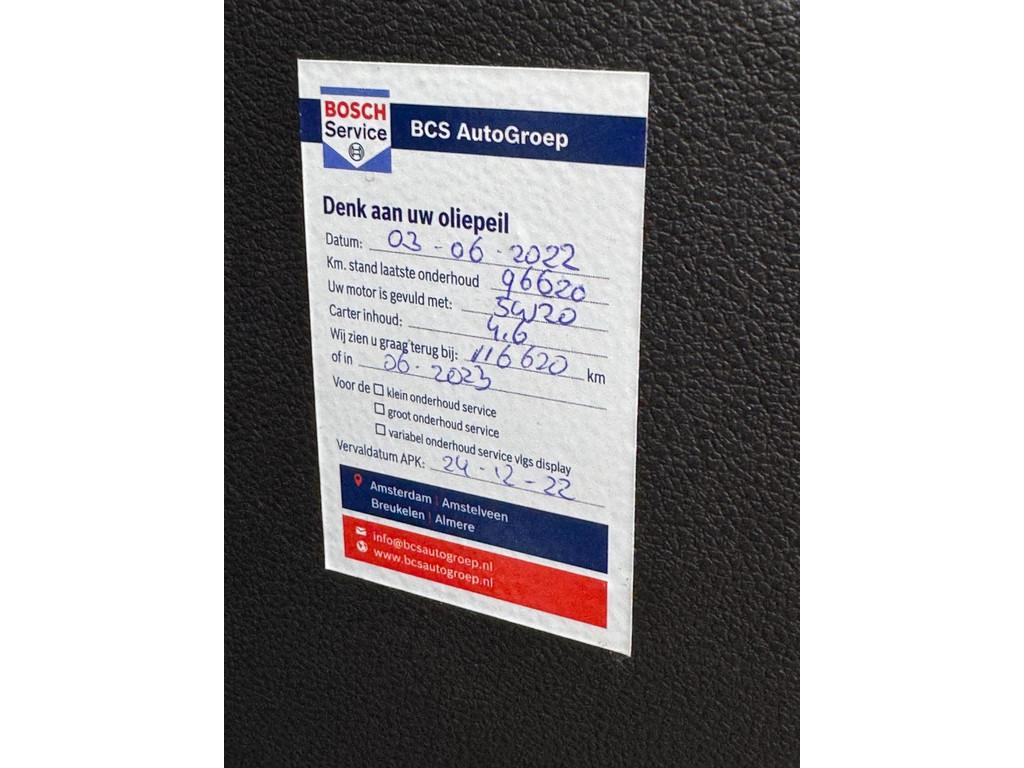 BOSCH
Service
BCS AutoGroep
Denk aan uw oliepeil
Datum: 03-06-2022
Km. stand laatste onderhoud 96620
Uw motor is gevuld met: 5W20
Carter inhoud: 4.6
Wij zien u graag terug bij: 116620 km
of in 06-2023
Voor de ☐ klein onderhoud service
☐ groot onderhoud service
☐ variabel onderhoud service vlgs display
Vervaldatum APK: 24-12-22
Amsterdam | Amstelveen
Breukelen | Almere
info@bcsautogroep.nl
www.bcsautogroep.nl